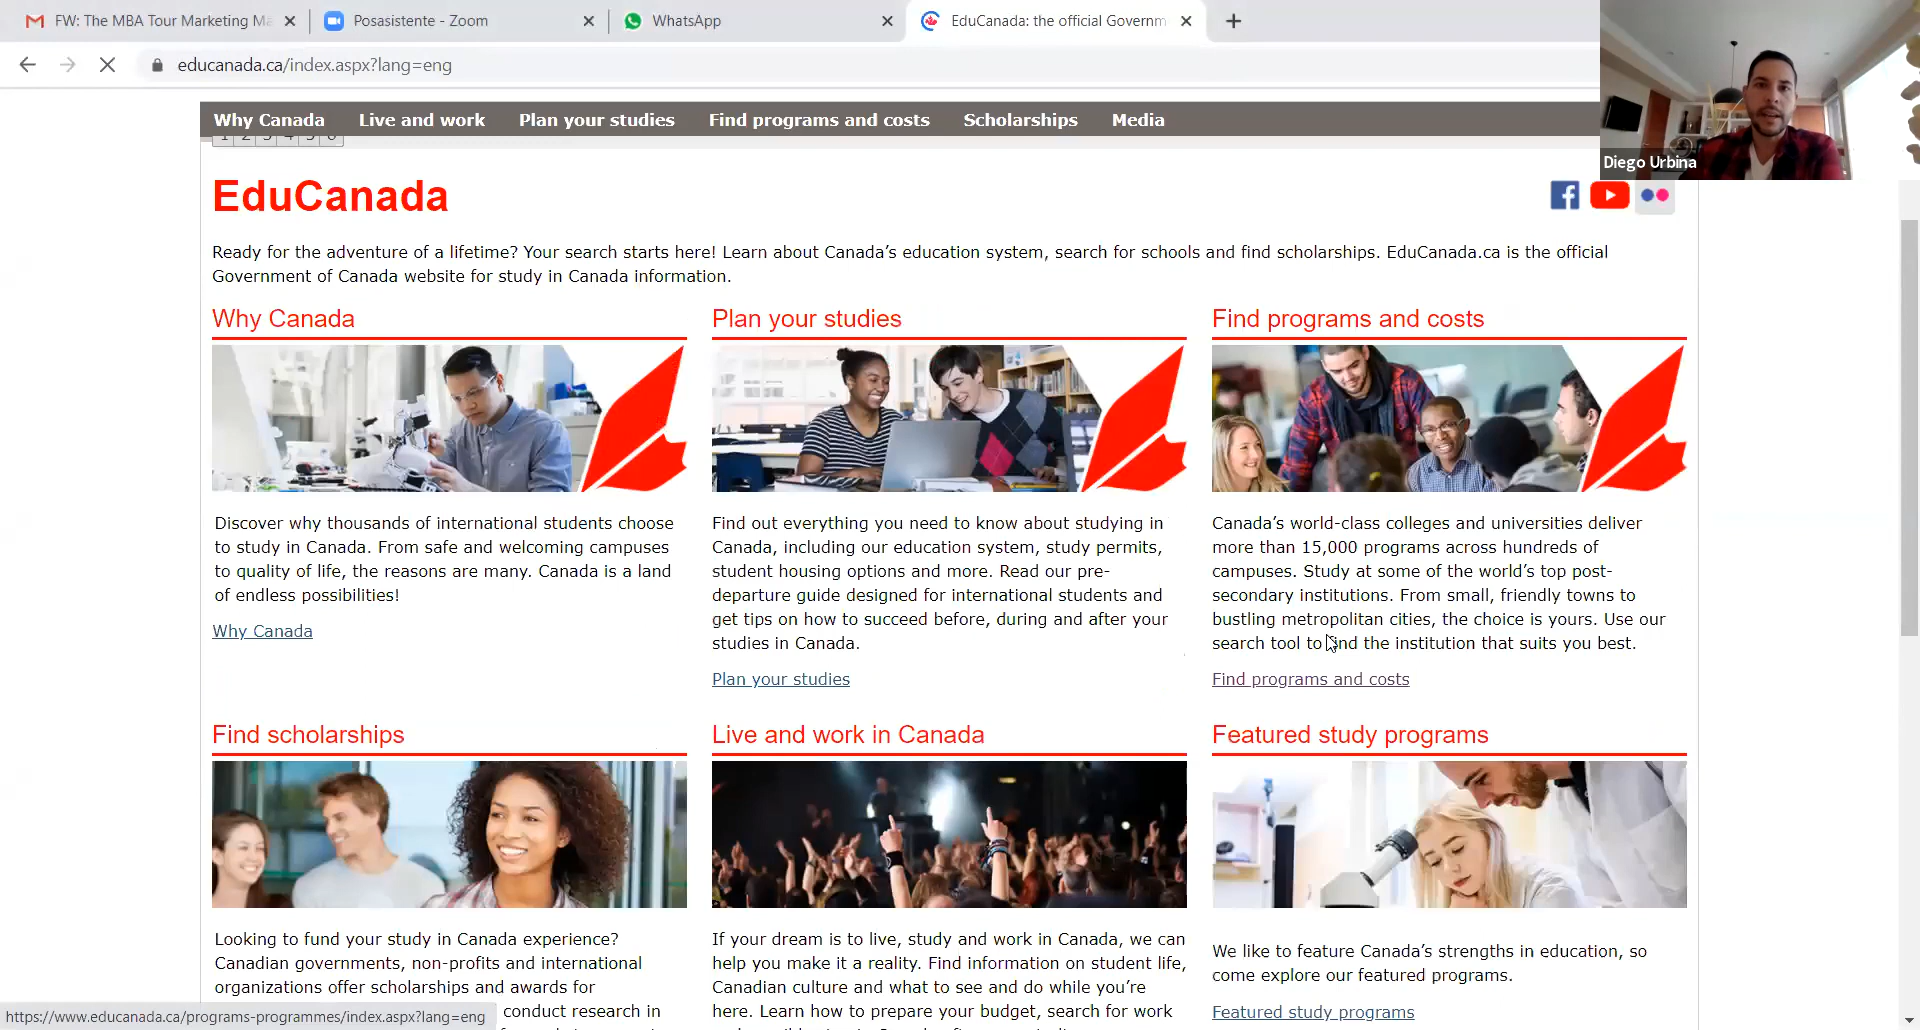 FW: The MBA Tour Marketing Ma
Posasistente - Zoom
WhatsApp
EduCanada: the official Governm
educanada.ca/index.aspx?lang=eng
Why Canada
Live and work
Plan your studies
Find programs and costs
Scholarships
Media
1 2 3 4 5 6
Diego Urbina
EduCanada
Ready for the adventure of a lifetime? Your search starts here! Learn about Canada’s education system, search for schools and find scholarships. EduCanada.ca is the official
Government of Canada website for study in Canada information.
Why Canada
Discover why thousands of international students choose
to study in Canada. From safe and welcoming campuses
to quality of life, the reasons are many. Canada is a land
of endless possibilities!
Why Canada
Plan your studies
Find out everything you need to know about studying in
Canada, including our education system, study permits,
student housing options and more. Read our pre-
departure guide designed for international students and
get tips on how to succeed before, during and after your
studies in Canada.
Plan your studies
Find programs and costs
Canada’s world-class colleges and universities deliver
more than 15,000 programs across hundreds of
campuses. Study at some of the world’s top post-
secondary institutions. From small, friendly towns to
bustling metropolitan cities, the choice is yours. Use our
search tool to find the institution that suits you best.
Find programs and costs
Find scholarships
Looking to fund your study in Canada experience?
Canadian governments, non-profits and international
organizations offer scholarships and awards for
conduct research in
Live and work in Canada
If your dream is to live, study and work in Canada, we can
help you make it a reality. Find information on student life,
Canadian culture and what to see and do while you’re
here. Learn how to prepare your budget, search for work
Featured study programs
We like to feature Canada’s strengths in education, so
come explore our featured programs.
Featured study programs
https://www.educanada.ca/programs-programmes/index.aspx?lang=eng